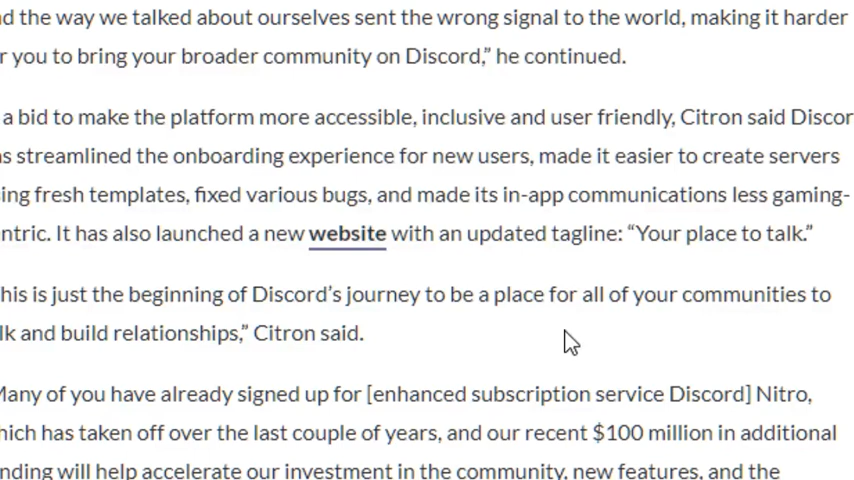 d the way we talked about ourselves sent the wrong signal to the world, making it harder
r you to bring your broader community on Discord,” he continued.
a bid to make the platform more accessible, inclusive and user friendly, Citron said Discor
s streamlined the onboarding experience for new users, made it easier to create servers
ing fresh templates, fixed various bugs, and made its in-app communications less gaming-
ntric. It has also launched a new website with an updated tagline: “Your place to talk.”
his is just the beginning of Discord’s journey to be a place for all of your communities to
lk and build relationships,” Citron said.
Many of you have already signed up for [enhanced subscription service Discord] Nitro,
hich has taken off over the last couple of years, and our recent $100 million in additional
nding will help accelerate our investment in the community, new features, and the